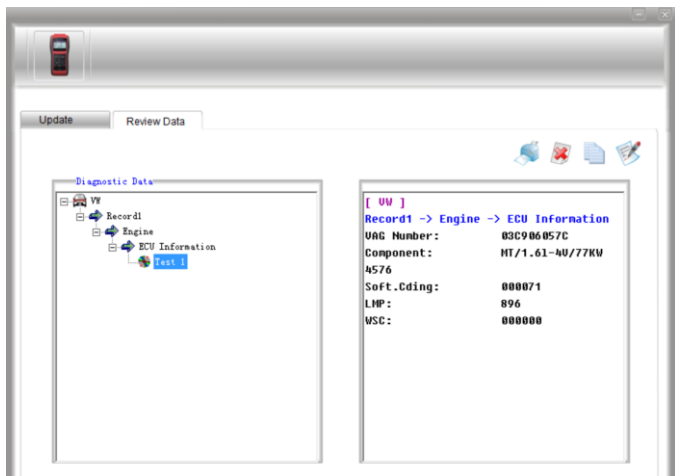 Update
Review Data
Diagnostic Data
VW
Record1
Engine
ECU Information
Test 1
[ VW ]
Record1 -> Engine -> ECU Information
VAG Number: 03C906057C
Component: MT/1.6l-4V/77KW
4576
Soft.Cding: 000071
LMP: 896
WSC: 000000